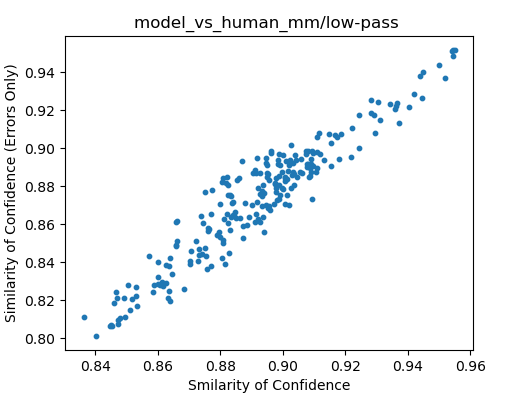 model_vs_human_mm/low-pass
Similarity of Confidence (Errors Only)
0.94
0.92
0.90
0.88
0.86
0.84
0.82
0.80
0.84 0.86 0.88 0.90 0.92 0.94 0.96
Smilarity of Confidence